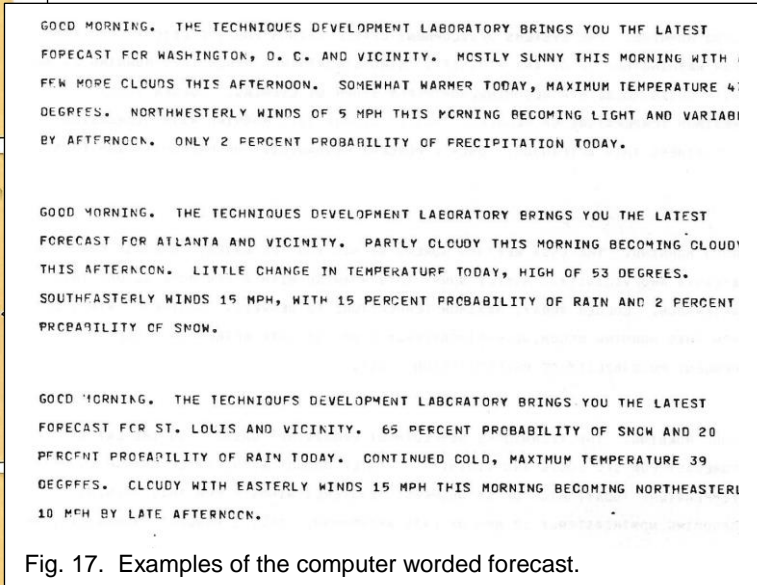 GOOD MORNING. THE TECHNIQUES DEVELOPMENT LABORATORY BRINGS YOU THE LATEST
FORECAST FOR WASHINGTON, D. C. AND VICINITY. MOSTLY SUNNY THIS MORNING WITH
FEW MORE CLOUDS THIS AFTERNOON. SOMEWHAT WARMER TODAY, MAXIMUM TEMPERATURE
DEGREES. NORTHWESTERLY WINDS OF 5 MPH THIS MORNING BECOMING LIGHT AND VARIABL
BY AFTERNOON. ONLY 2 PERCENT PROBABILITY OF PRECIPITATION TODAY.
GOOD MORNING. THE TECHNIQUES DEVELOPMENT LABORATORY BRINGS YOU THE LATEST
FORECAST FOR ATLANTA AND VICINITY. PARTLY CLOUDY THIS MORNING BECOMING CLOUDY
THIS AFTERNOON. LITTLE CHANGE IN TEMPERATURE TODAY, HIGH OF 53 DEGREES.
SOUTHEASTERLY WINDS 15 MPH, WITH 15 PERCENT PROBABILITY OF RAIN AND 2 PERCENT
PROBABILITY OF SNOW.
GOOD MORNING. THE TECHNIQUES DEVELOPMENT LABORATORY BRINGS YOU THE LATEST
FORECAST FOR ST. LOUIS AND VICINITY. 65 PERCENT PROBABILITY OF SNOW AND 20
PERCENT PROBABILITY OF RAIN TODAY. CONTINUED COLD, MAXIMUM TEMPERATURE 39
DEGREES. CLOUDY WITH EASTERLY WINDS 15 MPH THIS MORNING BECOMING NORTHEASTERL
10 MPH BY LATE AFTERNOON.
Fig. 17. Examples of the computer worded forecast.